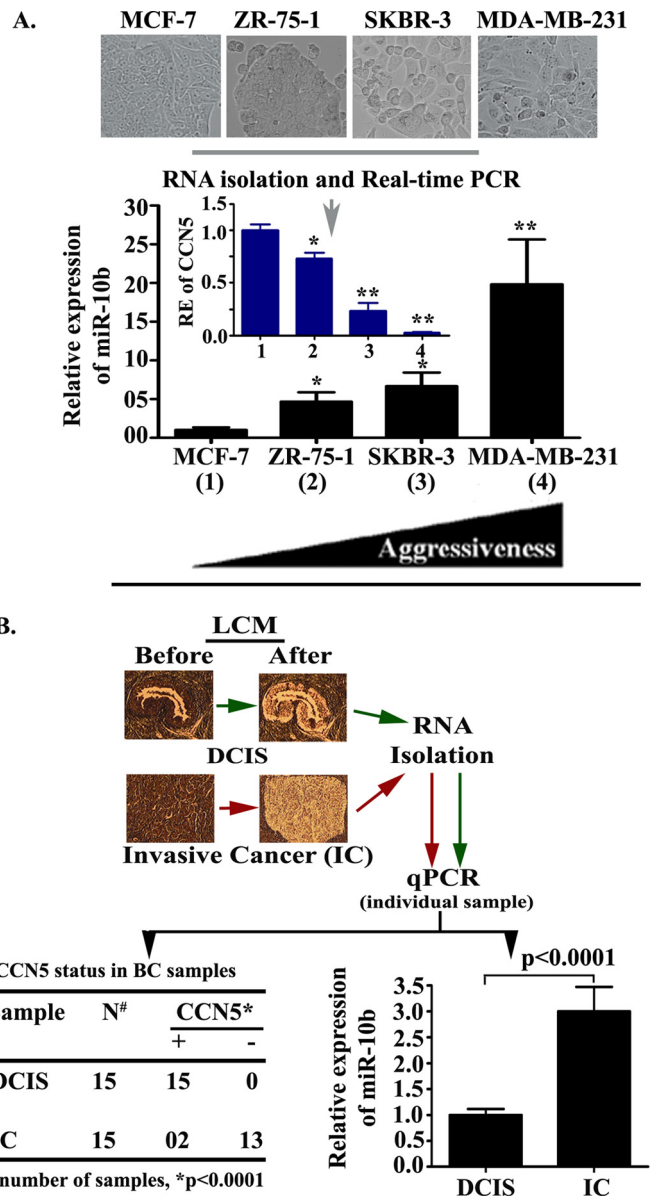 A.
MCF-7 ZR-75-1 SKBR-3 MDA-MB-231
RNA isolation and Real-time PCR
Relative expression
of miR-10b
30
25
20
15
10
05
00
RE of CCN5
1.5
1.0
0.5
0.0
* ** **
1 2 3 4
* * **
MCF-7 ZR-75-1 SKBR-3 MDA-MB-231
(1) (2) (3) (4)
Aggressiveness
B.
LCM
Before After
DCIS
Invasive Cancer (IC)
RNA
Isolation
qPCR
(individual sample)
CCN5 status in BC samples
ample N# CCN5*
+ -
DCIS 15 15 0
C 15 02 13
number of samples, *p<0.0001
p<0.0001
Relative expression
of miR-10b
3.5
3.0
2.5
2.0
1.5
1.0
0.5
0.0
DCIS IC